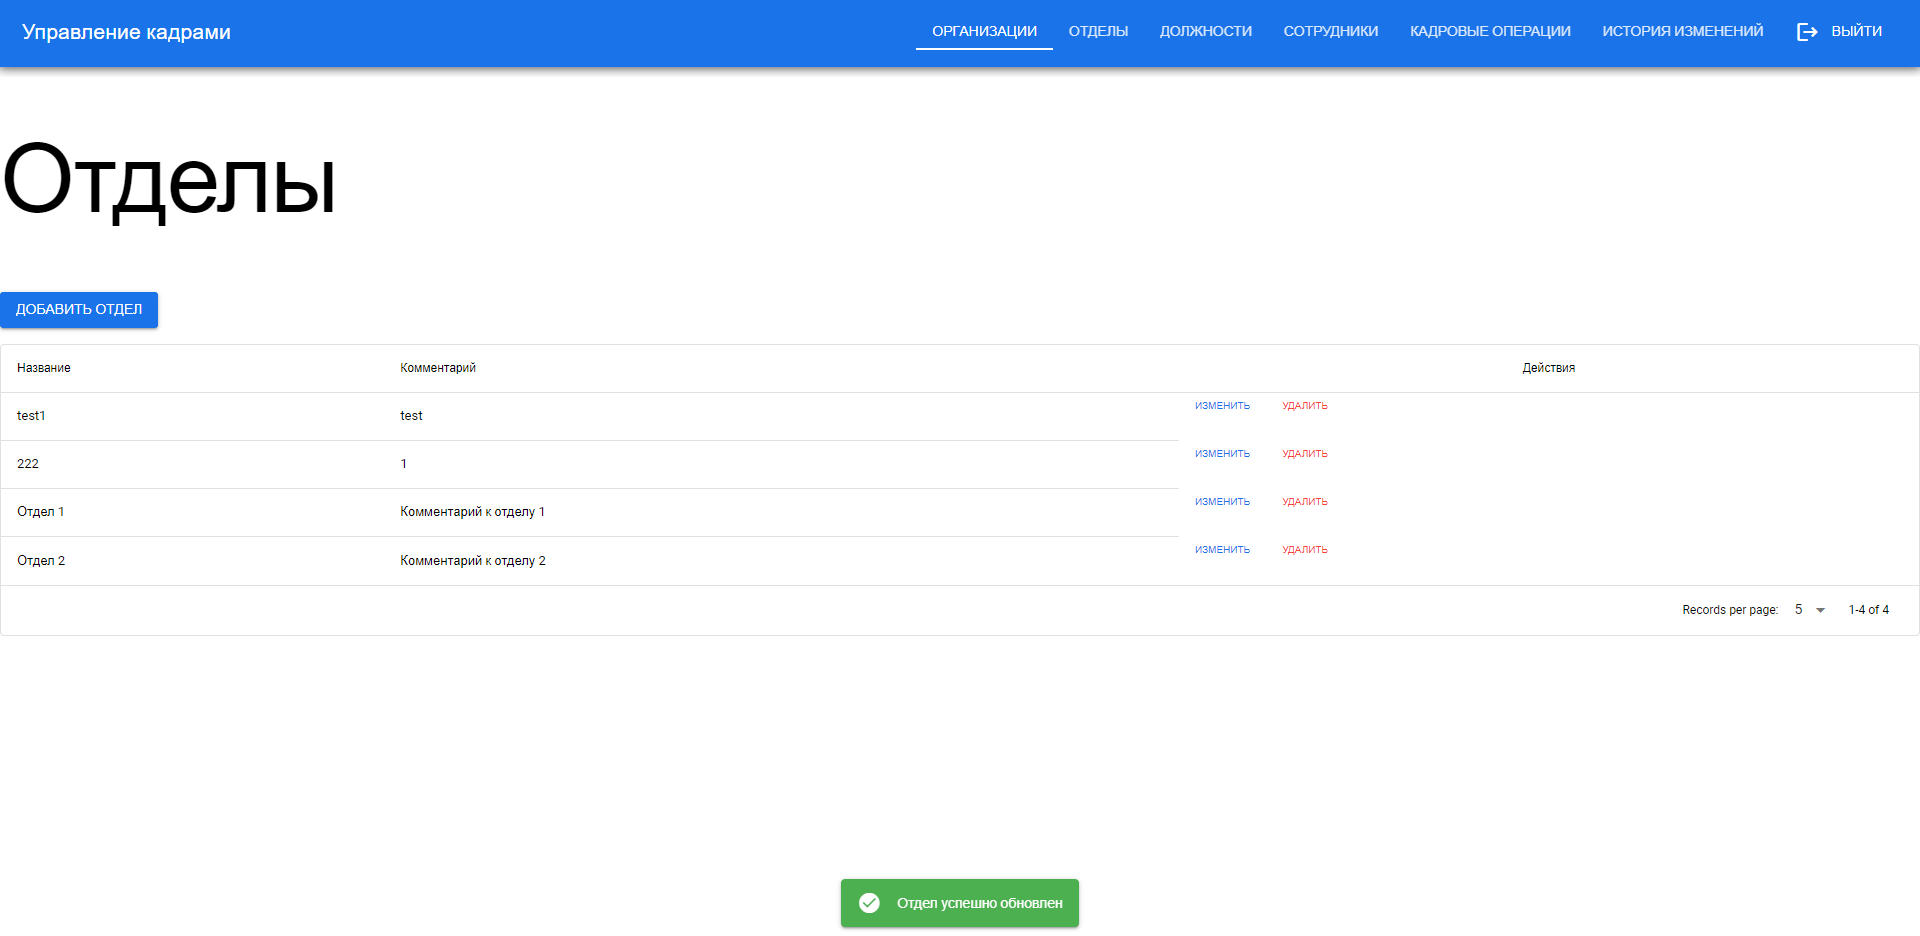 Управление кадрами
ОРГАНИЗАЦИИ ОТДЕЛЫ ДОЛЖНОСТИ СОТРУДНИКИ КАДРОВЫЕ ОПЕРАЦИИ ИСТОРИЯ ИЗМЕНЕНИЙ ВЫЙТИ
Отделы
ДОБАВИТЬ ОТДЕЛ
Название Комментарий Действия
test1 test ИЗМЕНИТЬ УДАЛИТЬ
222 1 ИЗМЕНИТЬ УДАЛИТЬ
Отдел 1 Комментарий к отделу 1 ИЗМЕНИТЬ УДАЛИТЬ
Отдел 2 Комментарий к отделу 2 ИЗМЕНИТЬ УДАЛИТЬ
Records per page: 5 1-4 of 4
Отдел успешно обновлен